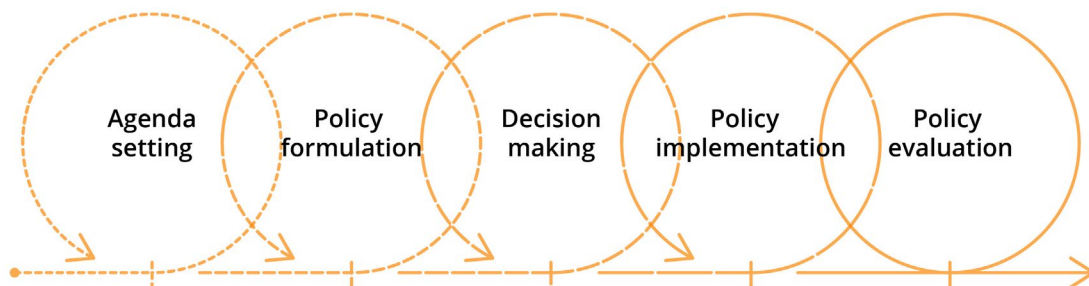 Agenda
setting
Policy
formulation
Decision
making
Policy
implementation
Policy
evaluation